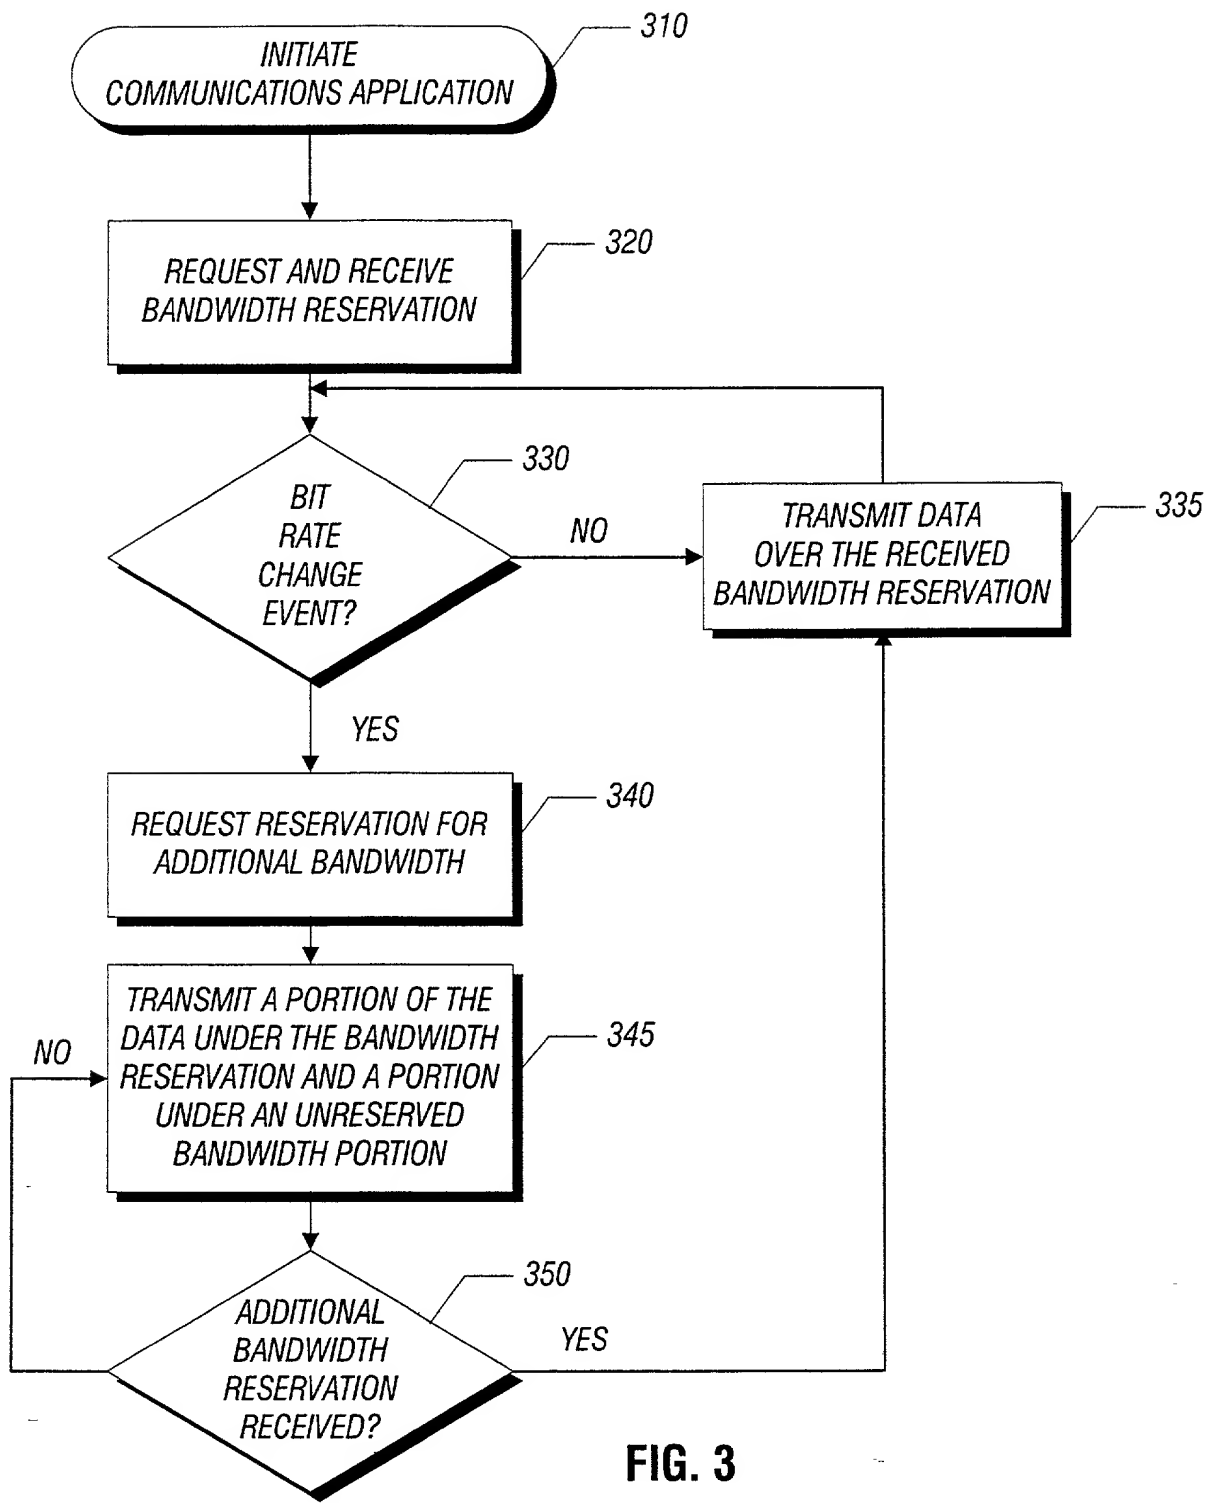 INITIATE
COMMUNICATIONS APPLICATION
310
REQUEST AND RECEIVE
BANDWIDTH RESERVATION
320
BIT
RATE
CHANGE
EVENT?
330
NO
TRANSMIT DATA
OVER THE RECEIVED
BANDWIDTH RESERVATION
335
YES
REQUEST RESERVATION FOR
ADDITIONAL BANDWIDTH
340
TRANSMIT A PORTION OF THE
DATA UNDER THE BANDWIDTH
RESERVATION AND A PORTION
UNDER AN UNRESERVED
BANDWIDTH PORTION
345
NO
ADDITIONAL
BANDWIDTH
RESERVATION
RECEIVED?
350
YES
FIG. 3